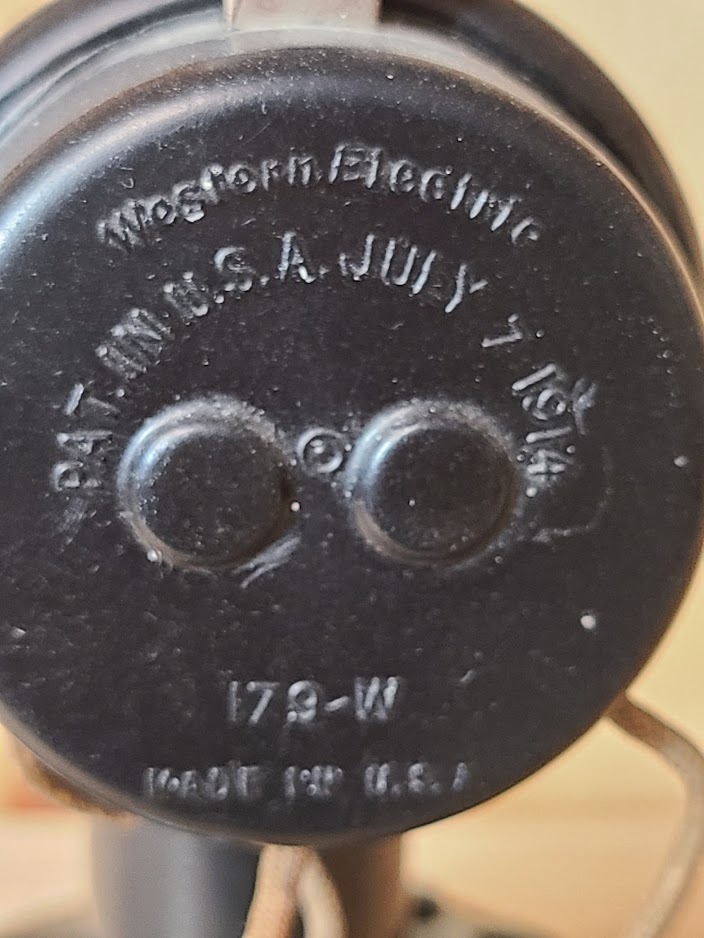 Western Electric
PAT. IN U.S.A. JULY 7 1914
179-W
MADE IN U.S.A